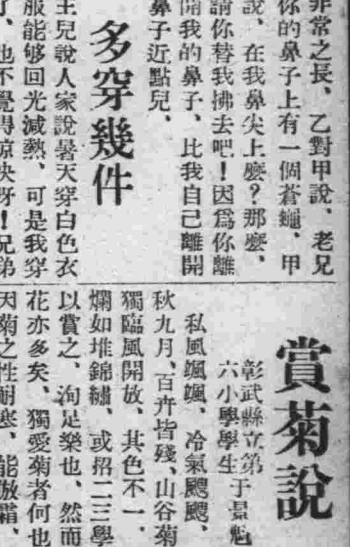 非常之長、乙對甲說、老兄
你的鼻子上有一個蒼蠅、甲
說、在我鼻尖上麼？那麼、
請你替我拂去吧！因爲你離
開我的鼻子、比我自己離開
鼻子近點兒、
多穿幾件
王兒說人家說暑天穿白色衣
服能够回光減熱、可是我穿
了、也不覺得涼快呀！兄弟
賞菊說
彰武縣立第
六小學學生
于景魁
私風颯颯、冷氣颼颼、
秋九月、百卉皆殘、山谷菊
獨臨風開放、其色不一、
爛如堆錦繡、或招二三學
以賞之、洵足樂也、然而
花亦多矣、獨愛菊者何也
天菊之性耐寒、能傲霜、